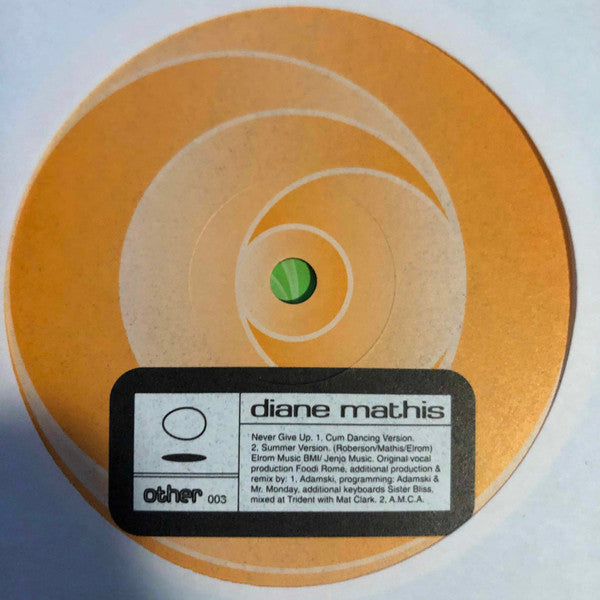 diane mathis
Never Give Up. 1. Cum Dancing Version.
2. Summer Version. (Roberson/Mathis/Elrom)
Elrom Music BMI/ Jenjo Music. Original vocal
production Foodi Rome, additional production &
remix by: 1. Adamski, programming: Adamski &
Mr. Monday, additional keyboards Sister Bliss,
mixed at Trident with Mat Clark. 2. A.M.C.A.
other 003